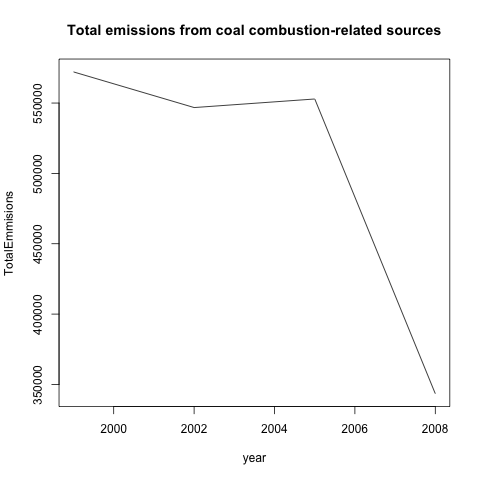 Total emissions from coal combustion-related sources
TotalEmmisions
550000
500000
450000
400000
350000
2000 2002 2004 2006 2008
year